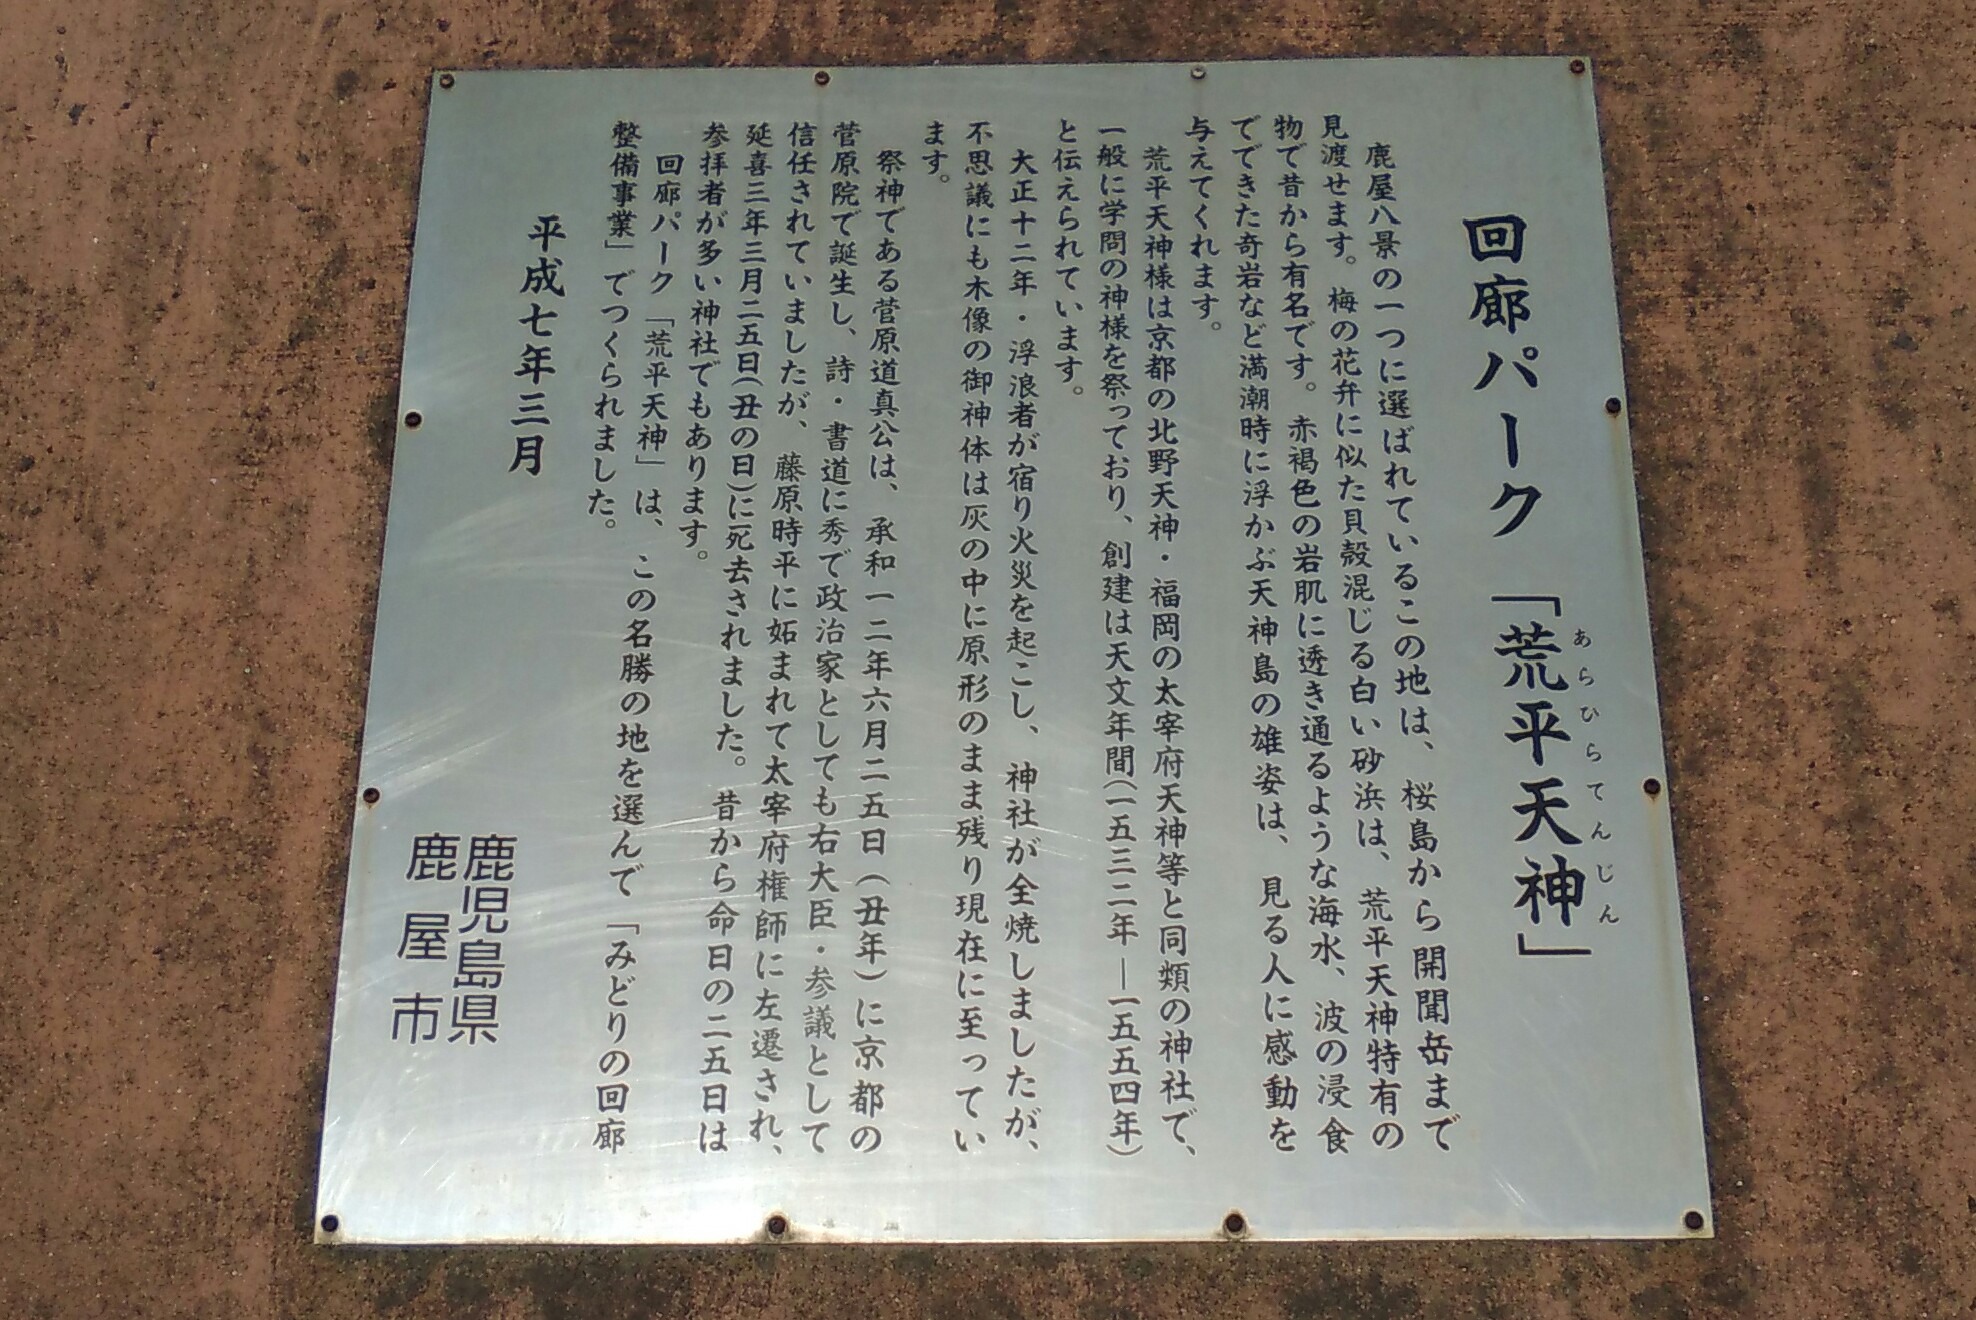 回廊パーク「荒平天神」
あらひらてんじん
鹿屋八景の一つに選ばれているこの地は、桜島から開聞岳まで
見渡せます。梅の花弁に似た貝殻混じる白い砂浜は、荒平天神特有の
物で昔から有名です。赤褐色の岩肌に透き通るような海水、波の浸食
でできた奇岩など満潮時に浮かぶ天神島の雄姿は、見る人に感動を
与えてくれます。
荒平天神様は京都の北野天神・福岡の太宰府天神等と同類の神社で、
一般に学問の神様を祭っており、創建は天文年間(一五三二年―一五五四年)
と伝えられています。
大正十二年・浮浪者が宿り火災を起こし、神社が全焼しましたが、
不思議にも木像の御神体は灰の中に原形のまま残り現在に至ってい
ます。
祭神である菅原道真公は、承和一二年六月二五日(丑年)に京都の
菅原院で誕生し、詩・書道に秀で政治家としても右大臣・参議として
信任されていましたが、藤原時平に妬まれて太宰府権師に左遷され、
延喜三年三月二五日(丑の日)に死去されました。昔から命日の二五日は
参拝者が多い神社でもあります。
回廊パーク「荒平天神」は、この名勝の地を選んで「みどりの回廊
整備事業」でつくられました。
平成七年三月
鹿児島県
鹿屋市